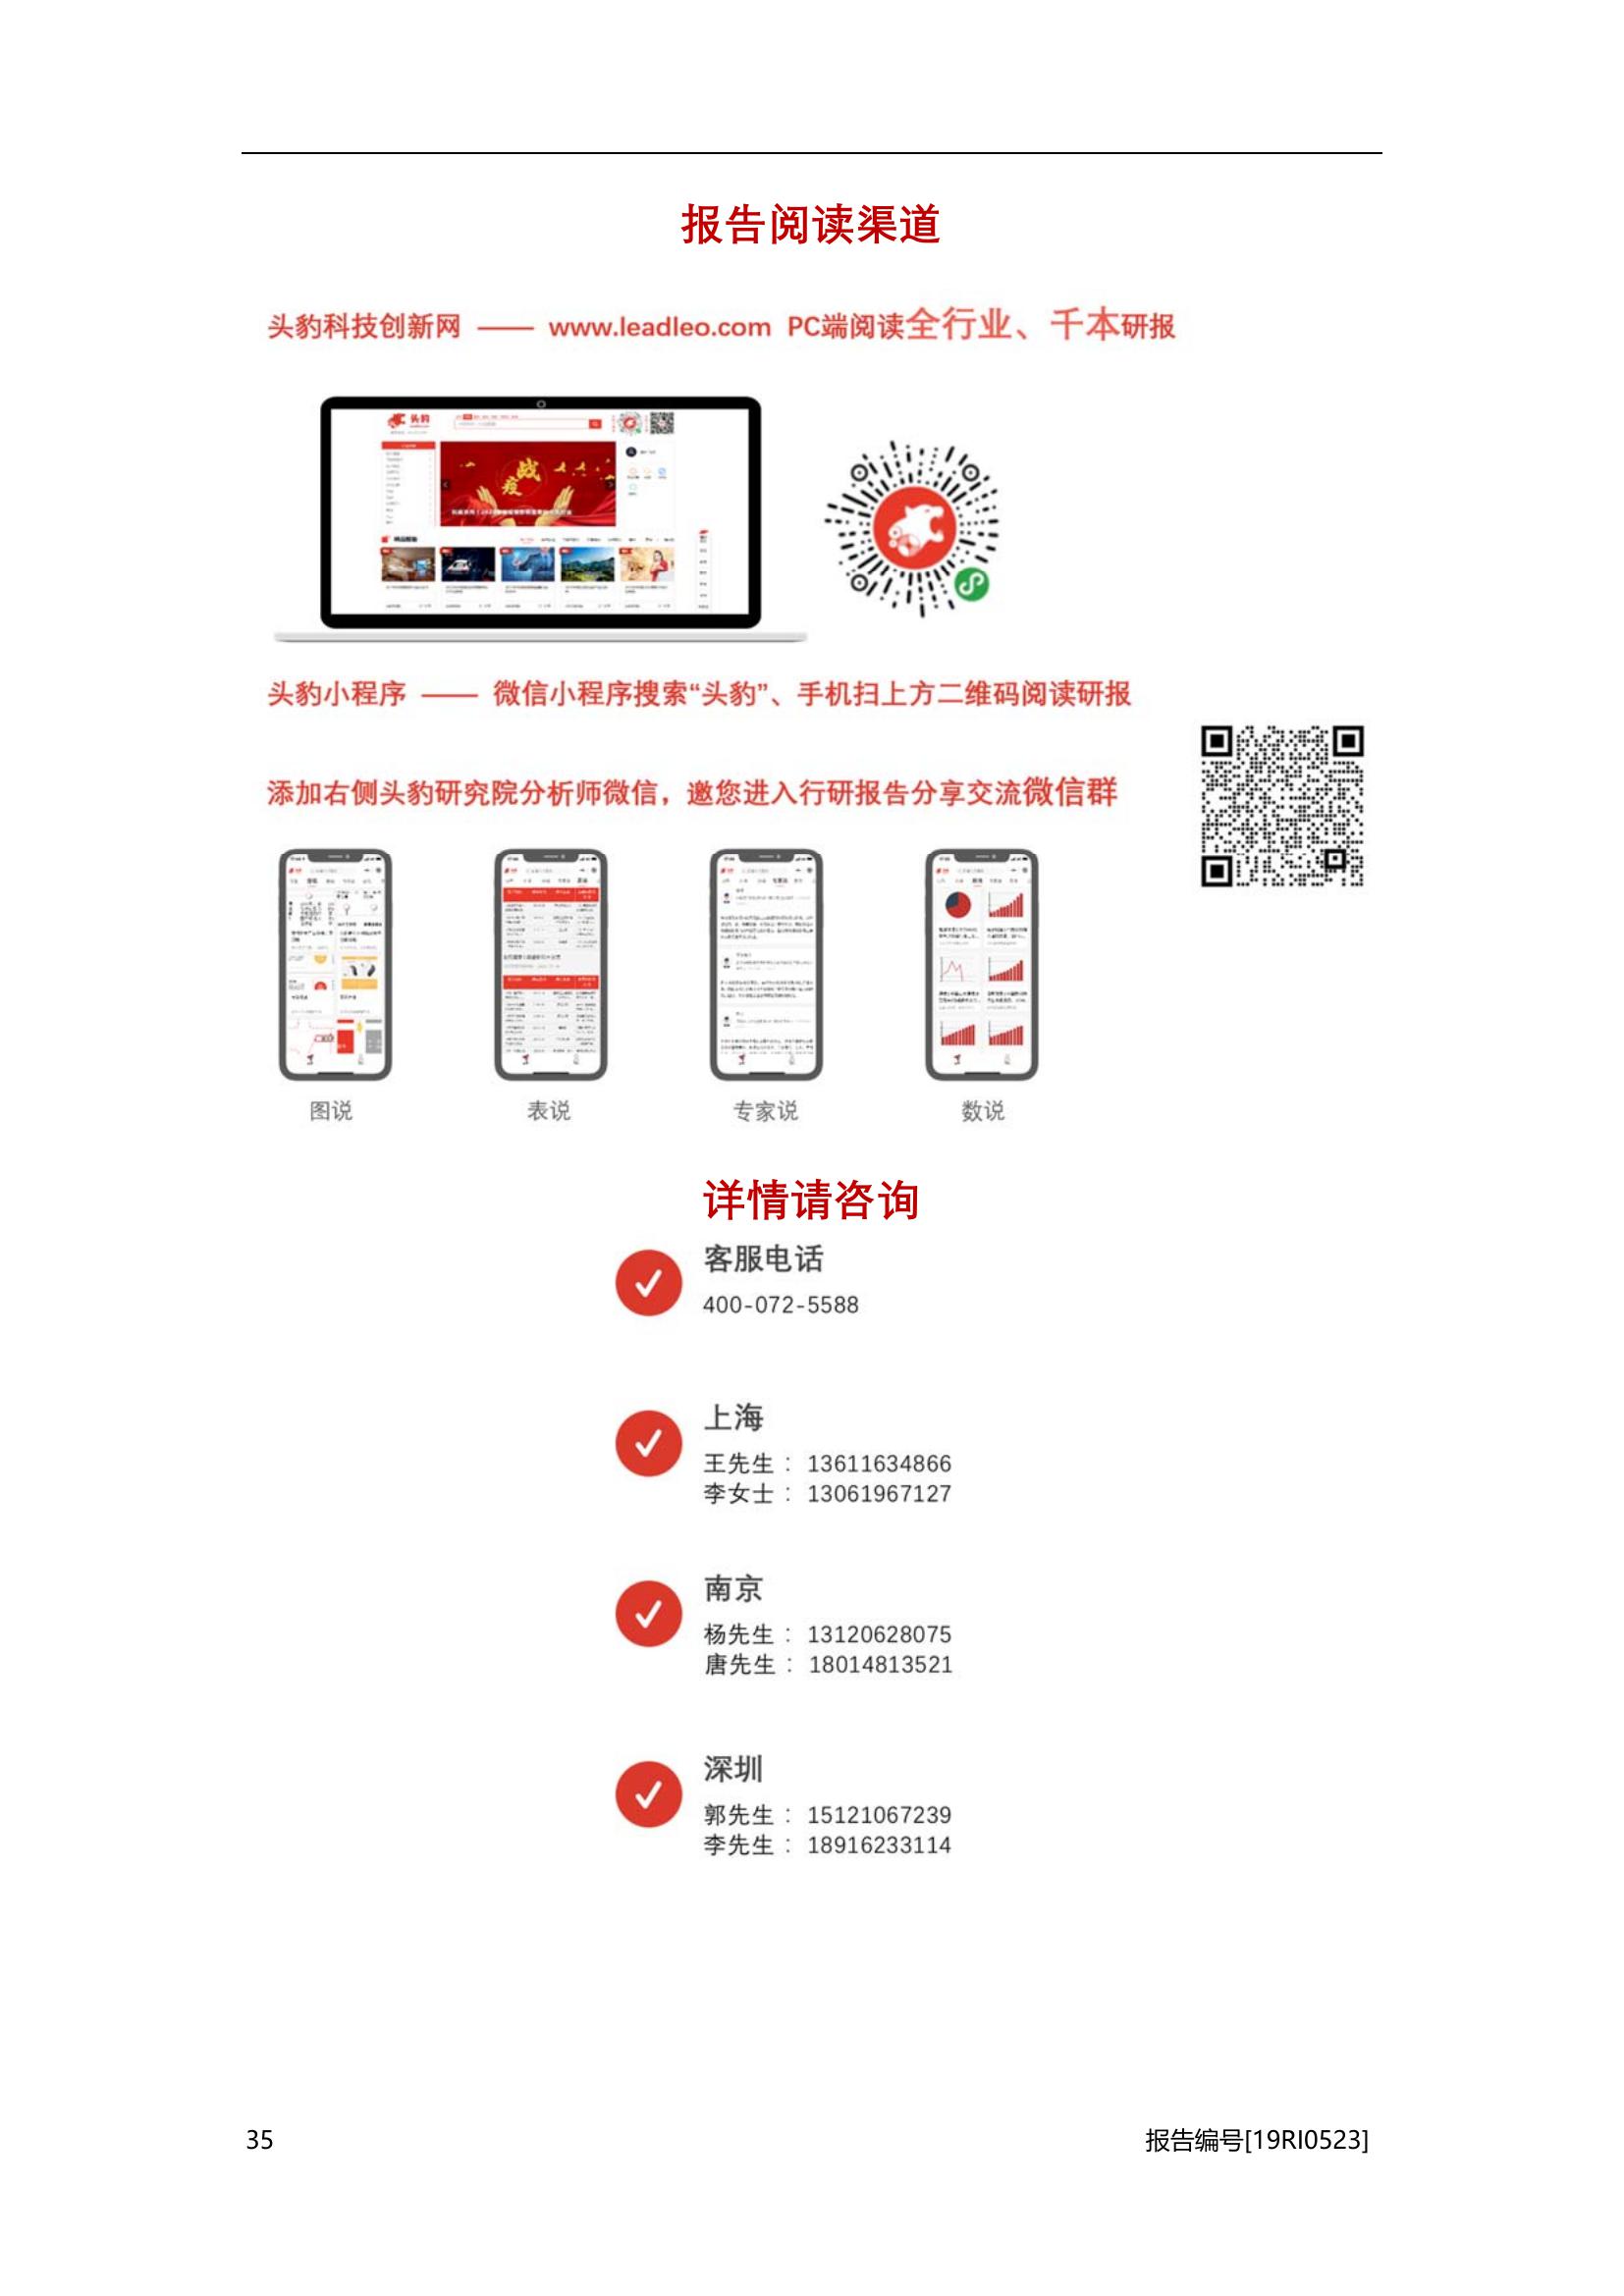 报告阅读渠道
头豹科技创新网 —— www.leadleo.com PC端阅读全行业、千本研报
头豹
战
疫
头豹小程序 —— 微信小程序搜索“头豹”、手机扫上方二维码阅读研报
添加右侧头豹研究院分析师微信，邀您进入行研报告分享交流微信群
图说
表说
专家说
数说
详情请咨询
客服电话
400-072-5588
上海
王先生： 13611634866
李女士： 13061967127
南京
杨先生： 13120628075
唐先生： 18014813521
深圳
郭先生： 15121067239
李先生： 18916233114
35
报告编号[19RI0523]